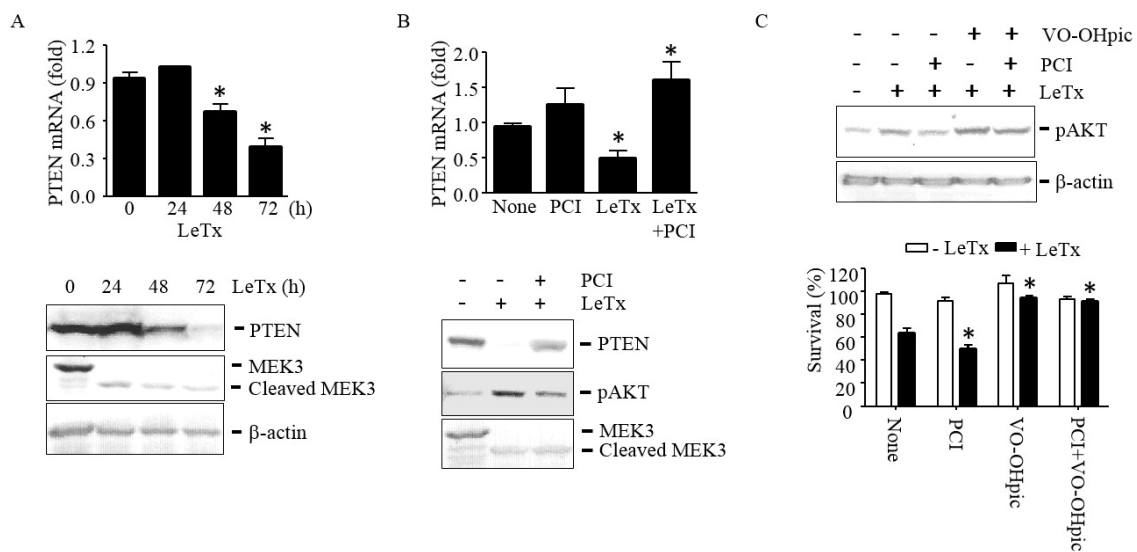 A
PTEN mRNA (fold)
1.2
0.9
0.6
0.3
0.0
*
*
0 24 48 72 (h)
LeTx
0 24 48 72 LeTx (h)
PTEN
MEK3
Cleaved MEK3
β-actin
B
PTEN mRNA (fold)
2.0
1.5
1.0
0.5
0.0
*
*
None PCI LeTx LeTx
+PCI
- - + PCI
- + + LeTx
PTEN
pAKT
MEK3
Cleaved MEK3
C
- - - + + VO-OHpic
- - + - + PCI
- + + + + LeTx
pAKT
β-actin
- LeTx + LeTx
Survival (%)
120
100
80
60
40
20
0
*
*
*
None
PCI
VO-OHpic
PCI+VO-OHpic